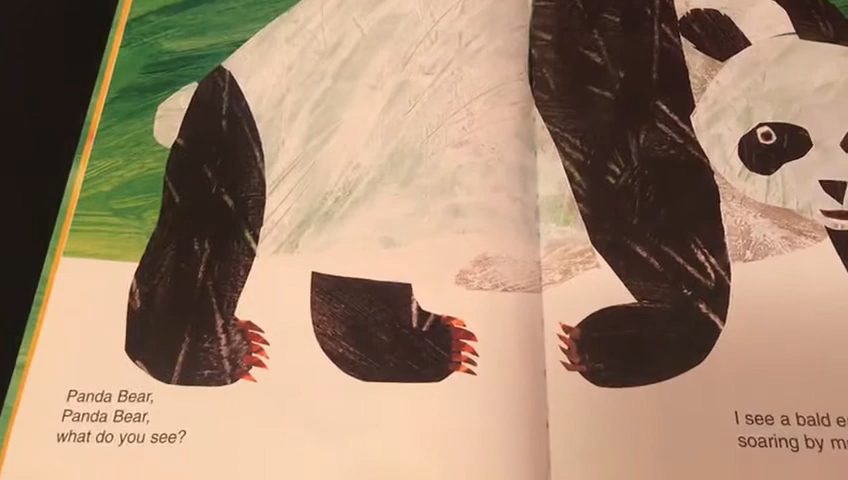 Panda Bear,
Panda Bear,
what do you see?
I see a bald
soaring by